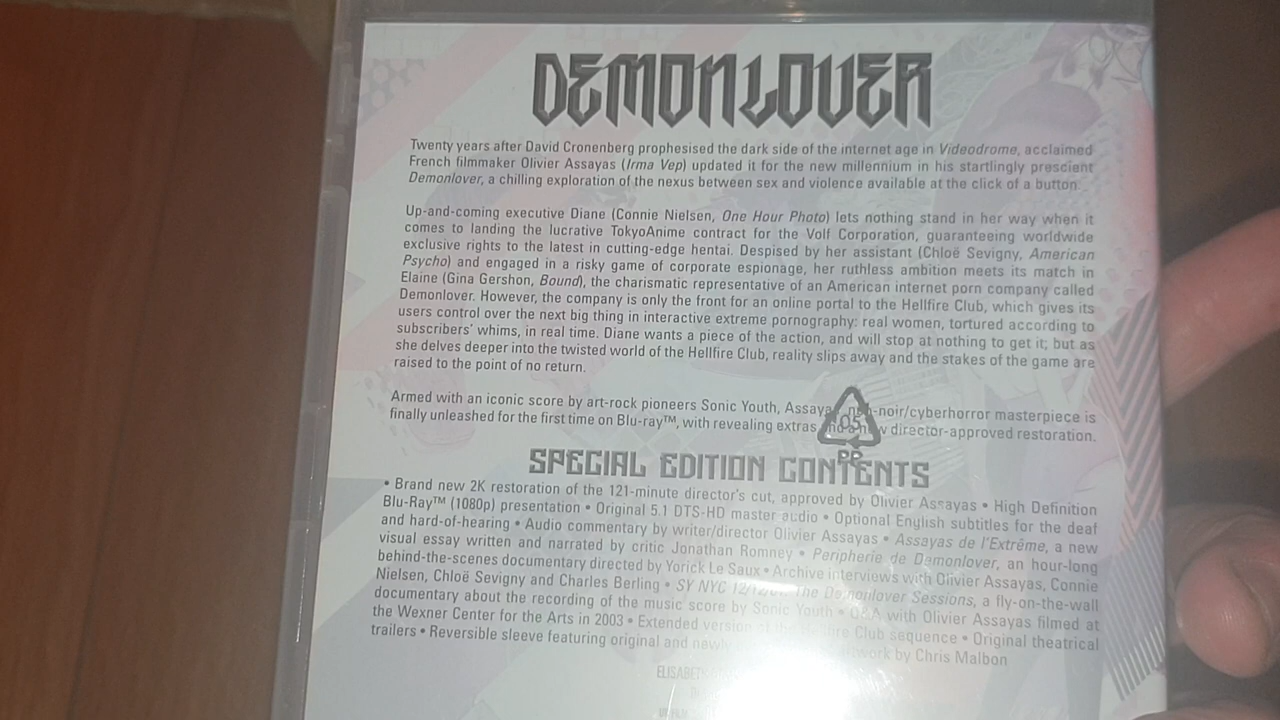 DEMONLOVER
Twenty years after David Cronenberg prophesised the dark side of the internet age in Videodrome, acclaimed
French filmmaker Olivier Assayas (Irma Vep) updated it for the new millennium in his startlingly prescient
Demonlover, a chilling exploration of the nexus between sex and violence available at the click of a button.
Up-and-coming executive Diane (Connie Nielsen, One Hour Photo) lets nothing stand in her way when it
comes to landing the lucrative TokyoAnime contract for the Volf Corporation, guaranteeing worldwide
exclusive rights to the latest in cutting-edge hentai. Despised by her assistant (Chloë Sevigny, American
Psycho) and engaged in a risky game of corporate espionage, her ruthless ambition meets its match in
Elaine (Gina Gershon, Bound), the charismatic representative of an American internet porn company called
Demonlover. However, the company is only the front for an online portal to the Hellfire Club, which gives its
users control over the next big thing in interactive extreme pornography: real women, tortured according to
subscribers' whims, in real time. Diane wants a piece of the action, and will stop at nothing to get it; but as
she delves deeper into the twisted world of the Hellfire Club, reality slips away and the stakes of the game are
raised to the point of no return.
Armed with an iconic score by art-rock pioneers Sonic Youth, -noir/cyberhorror masterpiece is
finally unleashed for the first time on Blu-ray™, with revealing extras director-approved restoration.
05
PP
SPECIAL EDITION CONTENTS
• Brand new 2K restoration of the 121-minute director's cut, approved by Olivier Assayas • High Definition
Blu-Ray™ (1080p) presentation • Original 5.1 DTS-HD master audio • Optional English subtitles for the deaf
and hard-of-hearing • Audio commentary by writer/director Olivier Assayas • Assayas de l'Extrême, a new
visual essay written and narrated by critic Jonathan Romney • Peripherie de Demonlover, an hour-long
behind-the-scenes documentary directed by Yorick Le Saux • Archive interviews with Olivier Assayas, Connie
Nielsen, Chloë Sevigny and Charles Berling • SY NYC The Demonlover Sessions, a fly-on-the-wall
documentary about the recording of the music score by Sonic Youth • Q&A with Olivier Assayas filmed at
the Wexner Center for the Arts in 2003 • Extended version Club sequence • Original theatrical
trailers • Reversible sleeve featuring original and by Chris Malbon